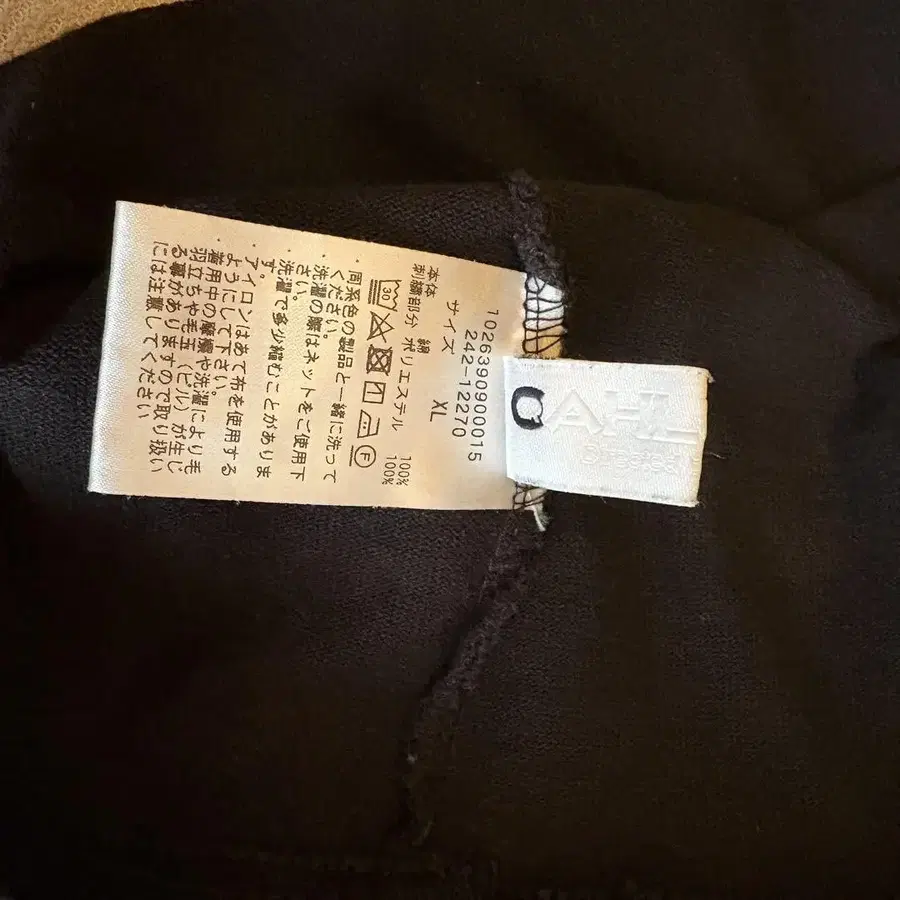 1026390900015
242-12270
サイズ XL
本体 綿 100%
刺繍部分 ポリエステル 100%
30 F
・同系色の製品と一緒に洗って
ください。
・洗濯の際はネットをご使用下
さい。
・洗濯で多少縮むことがありま
す。
・アイロンはあて布を使用する
ようにして下さい。
・着用中の摩擦や洗濯により毛
羽立ちや毛玉(ピル)が生じ
る事がありますので取り扱い
には注意してください